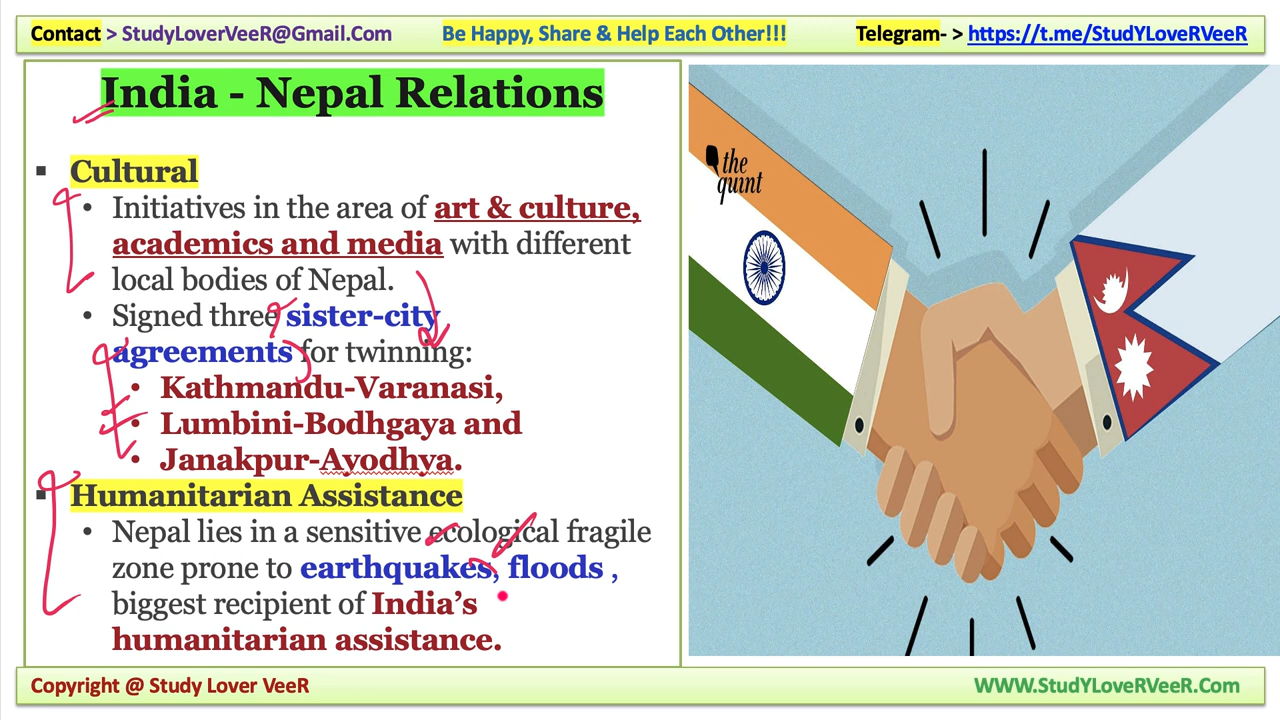 Contact > StudyLoverVeeR@Gmail.Com
Be Happy, Share & Help Each Other!!!
Telegram- > https://t.me/StudYLoveRVeeR
India - Nepal Relations
▪ Cultural
• Initiatives in the area of art & culture,
academics and media with different
local bodies of Nepal.
• Signed three sister-city
agreements for twinning:
• Kathmandu-Varanasi,
• Lumbini-Bodhgaya and
• Janakpur-Ayodhya.
▪ Humanitarian Assistance
• Nepal lies in a sensitive ecological fragile
zone prone to earthquakes, floods ,
biggest recipient of India's
humanitarian assistance.
the
quint
Copyright @ Study Lover VeeR
WWW.StudYLoveRVeeR.Com